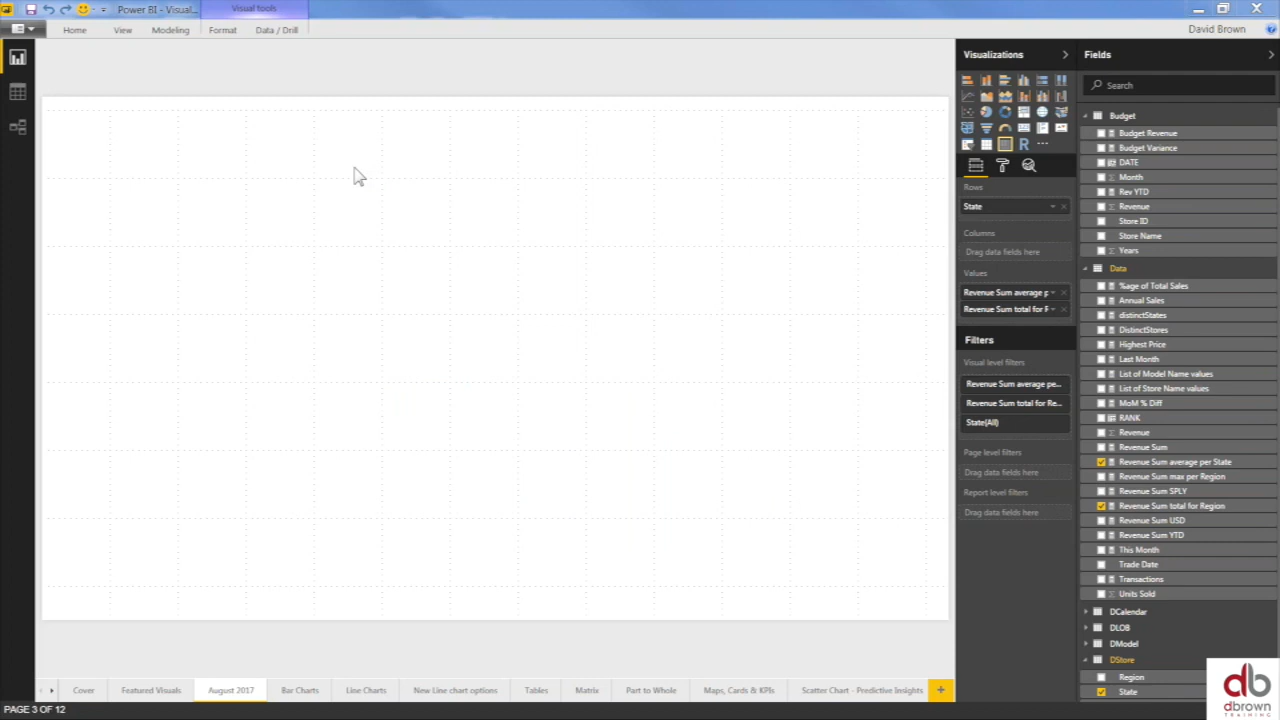 Power BI - Visual...
Visual tools
Home
View
Modeling
Format
Data / Drill
David Brown
Visualizations
Fields
Search
Rows
State
Columns
Drag data fields here
Values
Revenue Sum average p
Revenue Sum total for R
Filters
Visual level filters
Revenue Sum average pe...
Revenue Sum total for Re...
State(All)
Page level filters
Drag data fields here
Report level filters
Drag data fields here
Budget
Budget Revenue
Budget Variance
DATE
Month
Rev YTD
Revenue
Store ID
Store Name
Years
Data
%age of Total Sales
Annual Sales
distinctStates
DistinctStores
Highest Price
Last Month
List of Model Name values
List of Store Name values
MoM % Diff
RANK
Revenue
Revenue Sum
Revenue Sum average per State
Revenue Sum max per Region
Revenue Sum SPLY
Revenue Sum total for Region
Revenue Sum USD
Revenue Sum YTD
This Month
Trade Date
Transactions
Units Sold
DCalendar
DLOB
DModel
DStore
Region
State
Cover
Featured Visuals
August 2017
Bar Charts
Line Charts
New Line chart options
Tables
Matrix
Part to Whole
Maps, Cards & KPIs
Scatter Chart - Predictive Insights
PAGE 3 OF 12
db
dbrown
TRAINING